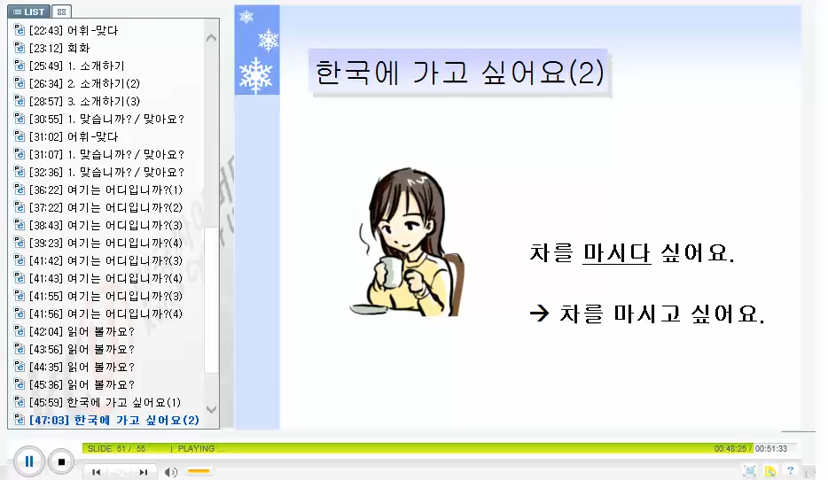 LIST
[22:43] 어휘-맞다
[23:12] 회화
[25:49] 1. 소개하기
[26:34] 2. 소개하기(2)
[28:57] 3. 소개하기(3)
[30:55] 1. 맞습니까? / 맞아요?
[31:02] 어휘-맞다
[31:07] 1. 맞습니까? / 맞아요?
[32:36] 1. 맞습니까? / 맞아요?
[36:22] 여기는 어디입니까?(1)
[37:22] 여기는 어디입니까?(2)
[38:43] 여기는 어디입니까?(3)
[39:23] 여기는 어디입니까?(4)
[41:42] 여기는 어디입니까?(3)
[41:43] 여기는 어디입니까?(4)
[41:55] 여기는 어디입니까?(3)
[41:56] 여기는 어디입니까?(4)
[42:04] 읽어 볼까요?
[43:56] 읽어 볼까요?
[44:35] 읽어 볼까요?
[45:36] 읽어 볼까요?
[45:59] 한국에 가고 싶어요(1)
[47:03] 한국에 가고 싶어요(2)
한국에 가고 싶어요(2)
차를 마시다 싶어요.
→ 차를 마시고 싶어요.
SLIDE 51 / 55 | PLAYING ...
00:48:25 / 00:51:33